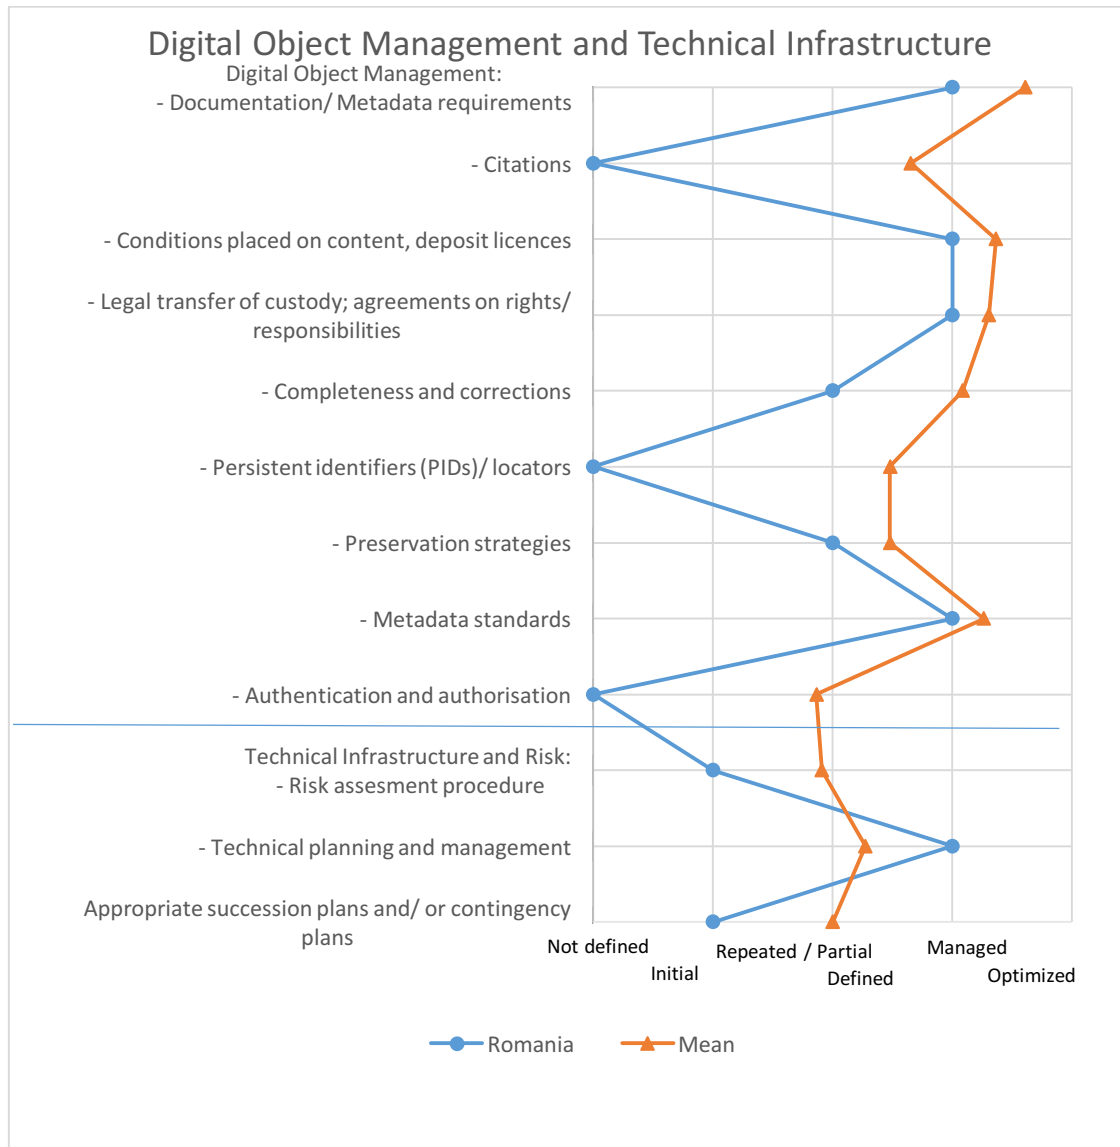 Digital Object Management and Technical Infrastructure
Digital Object Management:
- Documentation/ Metadata requirements
- Citations
- Conditions placed on content, deposit licences
- Legal transfer of custody; agreements on rights/
responsibilities
- Completeness and corrections
- Persistent identifiers (PIDs)/ locators
- Preservation strategies
- Metadata standards
- Authentication and authorisation
Technical Infrastructure and Risk:
- Risk assesment procedure
- Technical planning and management
Appropriate succession plans and/ or contingency
plans
Not defined
Initial
Repeated / Partial
Defined
Managed
Optimized
Romania
Mean